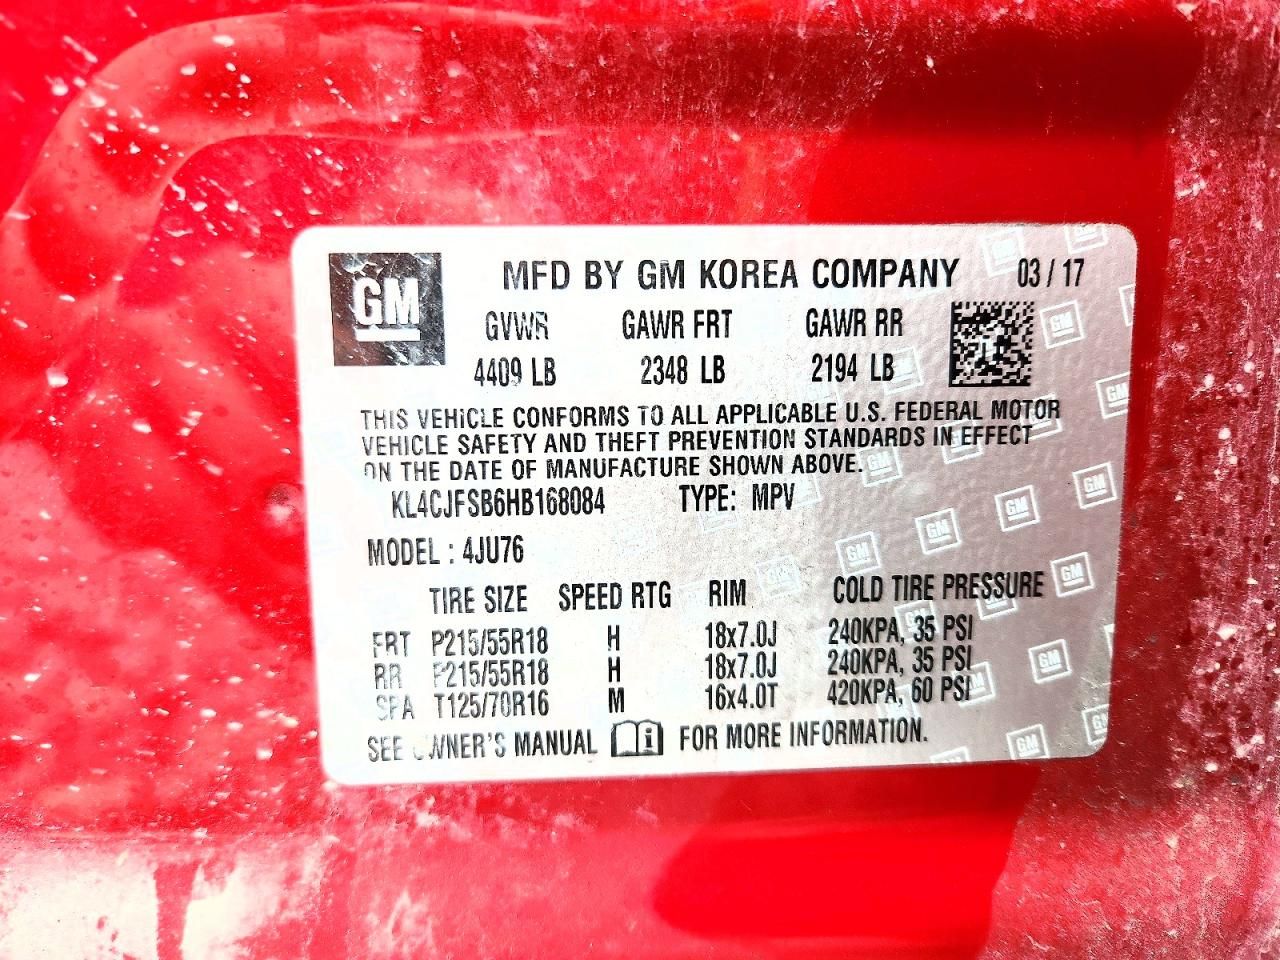 GM
MFD BY GM KOREA COMPANY 03/17
GVWR GAWR FRT GAWR RR
4409 LB 2348 LB 2194 LB
THIS VEHICLE CONFORMS TO ALL APPLICABLE U.S. FEDERAL MOTOR
VEHICLE SAFETY AND THEFT PREVENTION STANDARDS IN EFFECT
ON THE DATE OF MANUFACTURE SHOWN ABOVE.
KL4CJFSB6HB168084 TYPE: MPV
MODEL: 4JU76
TIRE SIZE SPEED RTG RIM COLD TIRE PRESSURE
FRT P215/55R18 H 18x7.0J 240KPA, 35 PSI
RR P215/55R18 H 18x7.0J 240KPA, 35 PSI
SPA T125/70R16 M 16x4.0T 420KPA, 60 PSI
SEE OWNER'S MANUAL i FOR MORE INFORMATION.